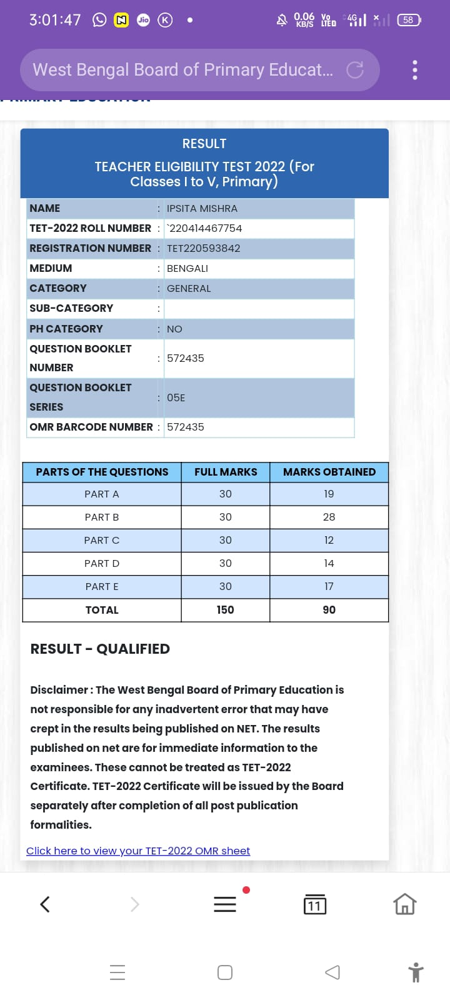 3:01:47 N Jio K 0.06 KB/S Vo LTE 4G 58
West Bengal Board of Primary Educat...
PRIMARY EDUCATION
RESULT
TEACHER ELIGIBILITY TEST 2022 (For
Classes I to V, Primary)
NAME : IPSITA MISHRA
TET-2022 ROLL NUMBER : `220414467754
REGISTRATION NUMBER : TET220593842
MEDIUM : BENGALI
CATEGORY : GENERAL
SUB-CATEGORY :
PH CATEGORY : NO
QUESTION BOOKLET
NUMBER : 572435
QUESTION BOOKLET
SERIES : 05E
OMR BARCODE NUMBER : 572435
PARTS OF THE QUESTIONS FULL MARKS MARKS OBTAINED
PART A 30 19
PART B 30 28
PART C 30 12
PART D 30 14
PART E 30 17
TOTAL 150 90
RESULT - QUALIFIED
Disclaimer : The West Bengal Board of Primary Education is
not responsible for any inadvertent error that may have
crept in the results being published on NET. The results
published on net are for immediate information to the
examinees. These cannot be treated as TET-2022
Certificate. TET-2022 Certificate will be issued by the Board
separately after completion of all post publication
formalities.
Click here to view your TET-2022 OMR sheet
11